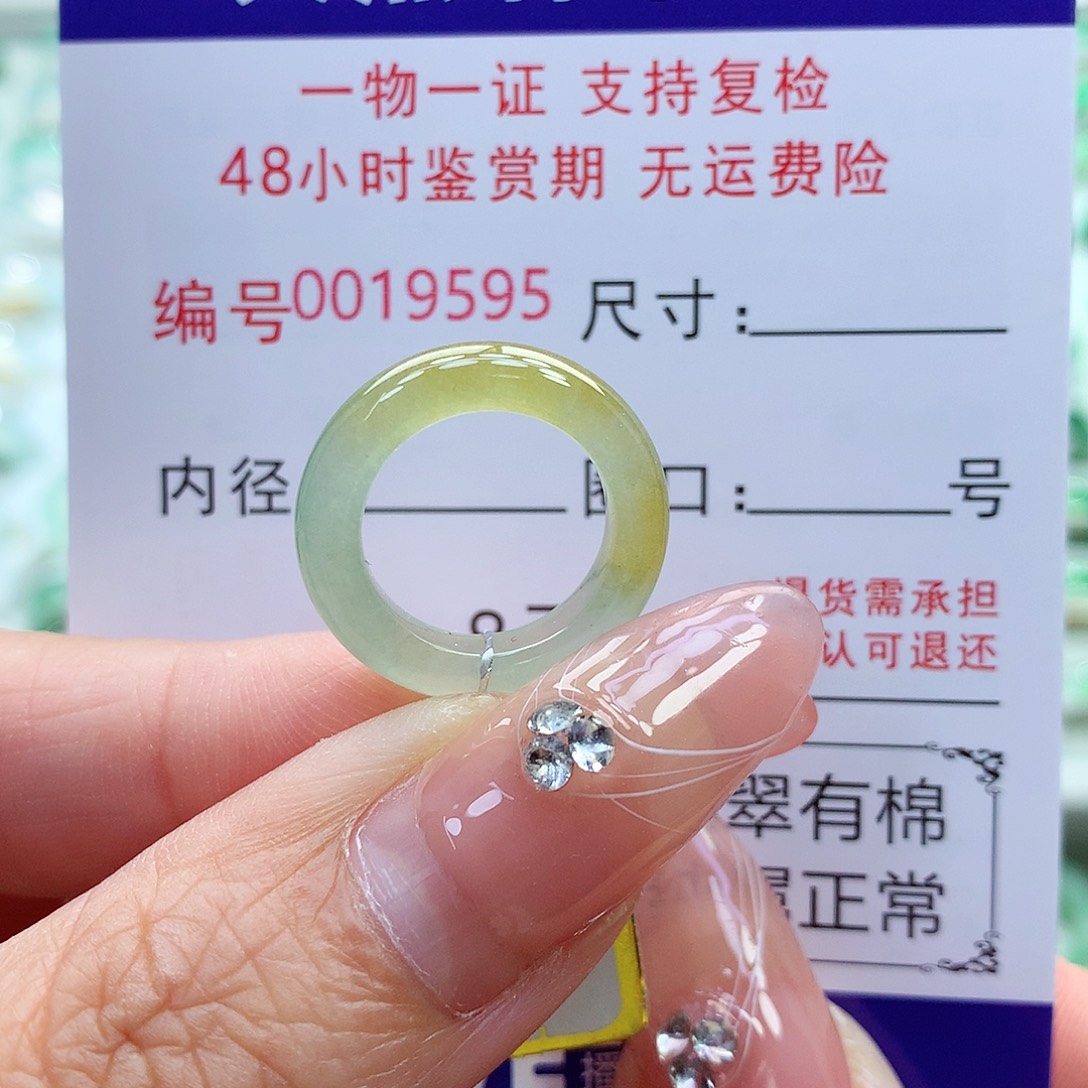 一物一证 支持复检
48小时鉴赏期 无运费险
编号0019595 尺寸:
内径 圈口:号
退货需承担
认可退还
翠有棉
正常
播